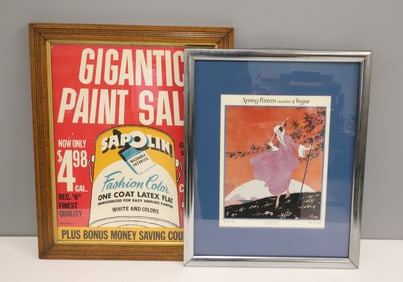 GIGANTIC
PAINT SAL
NOW ONLY
$4.98
GAL.
REG. $6
FINEST
QUALITY
SAPOLIN
Fashion Color
ONE COAT LATEX FLAT
WHITE AND COLORS
PLUS BONUS MONEY SAVING COU
Spring Pattern number of Vogue